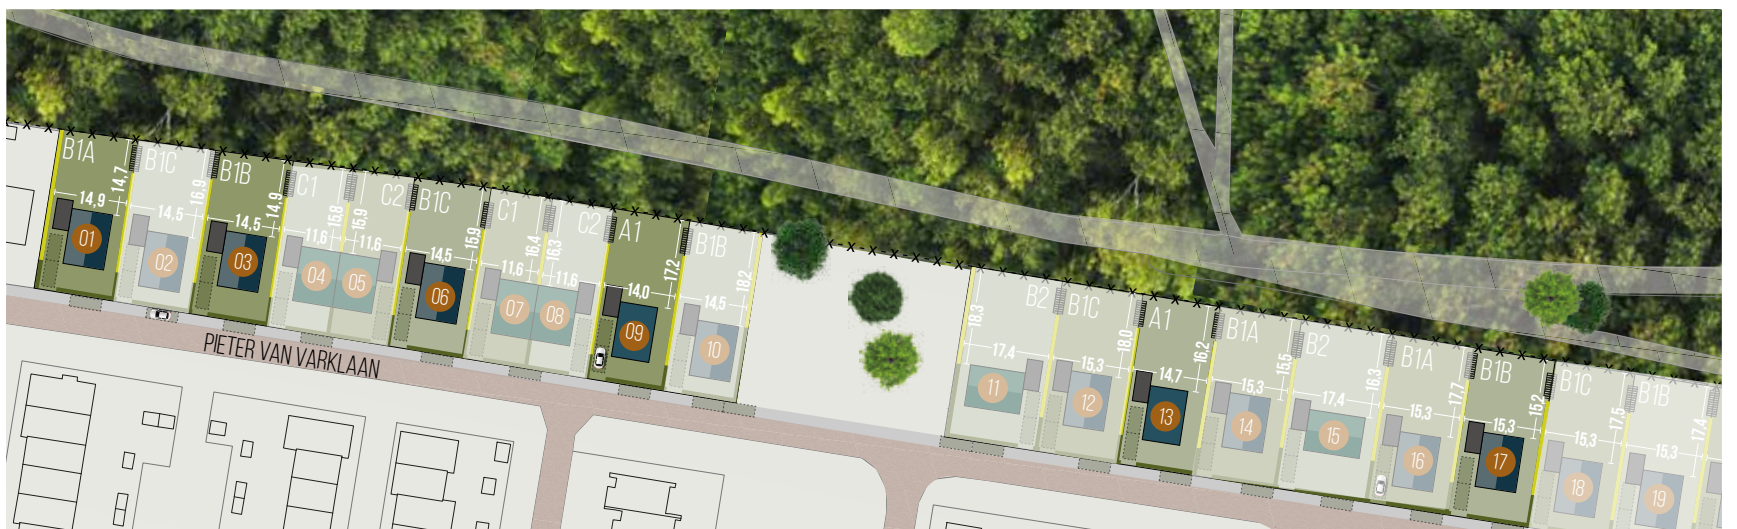 B1A
14,7
14,9
01
B1C
16,9
14,5
02
B1B
14,9
14,5
03
C1
15,8
11,6
04
C2
15,9
11,6
05
B1C
15,9
14,5
06
C1
16,4
11,6
07
C2
16,3
11,6
08
A1
17,2
14,0
09
B1B
18,2
14,5
10
PIETER VAN VARKLAAN
B2
18,3
17,4
11
B1C
18,0
15,3
12
A1
16,2
14,7
13
B1A
15,5
15,3
14
B2
16,3
17,4
15
B1A
17,7
15,3
16
B1B
15,2
15,3
17
B1C
17,5
15,3
18
B1B
17,4
15,3
19